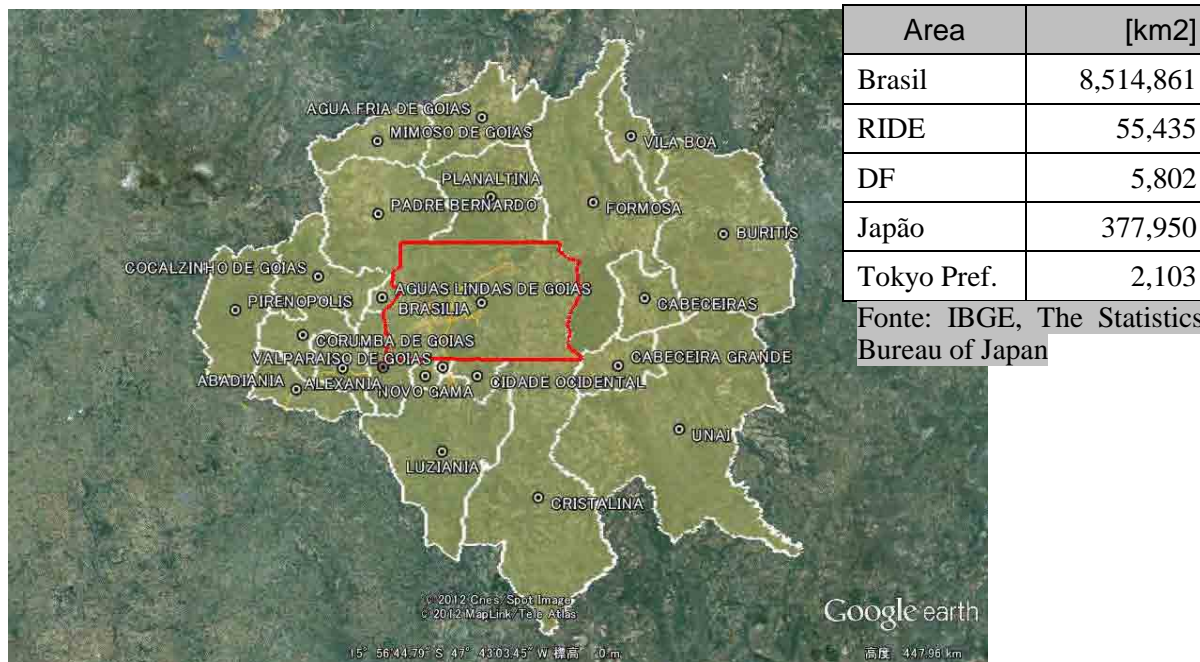 AGUA FRIA DE GOIAS
MIMOSO DE GOIAS
VILA BOA
PLANALTINA
PADRE BERNARDO
FORMOSA
BURITIS
COCALZINHO DE GOIAS
AGUAS LINDAS DE GOIAS
PIRENOPOLIS
BRASILIA
CABECEIRAS
CORUMBA DE GOIAS
VALPARAISO DE GOIAS
CABECEIRA GRANDE
ABADIANIA
ALEXANIA
NOVO GAMA
CIDADE OCIDENTAL
UNAI
LUZIANIA
CRISTALINA
©2012 Cnes/Spot Image
©2012 MapLink/Tele Atlas
Google earth
15° 56'44.79" S 47° 43'03.45" W 標高 0 m
高度 447.96 km
Area [km2]
Brasil 8,514,861
RIDE 55,435
DF 5,802
Japão 377,950
Tokyo Pref. 2,103
Fonte: IBGE, The Statistics
Bureau of Japan